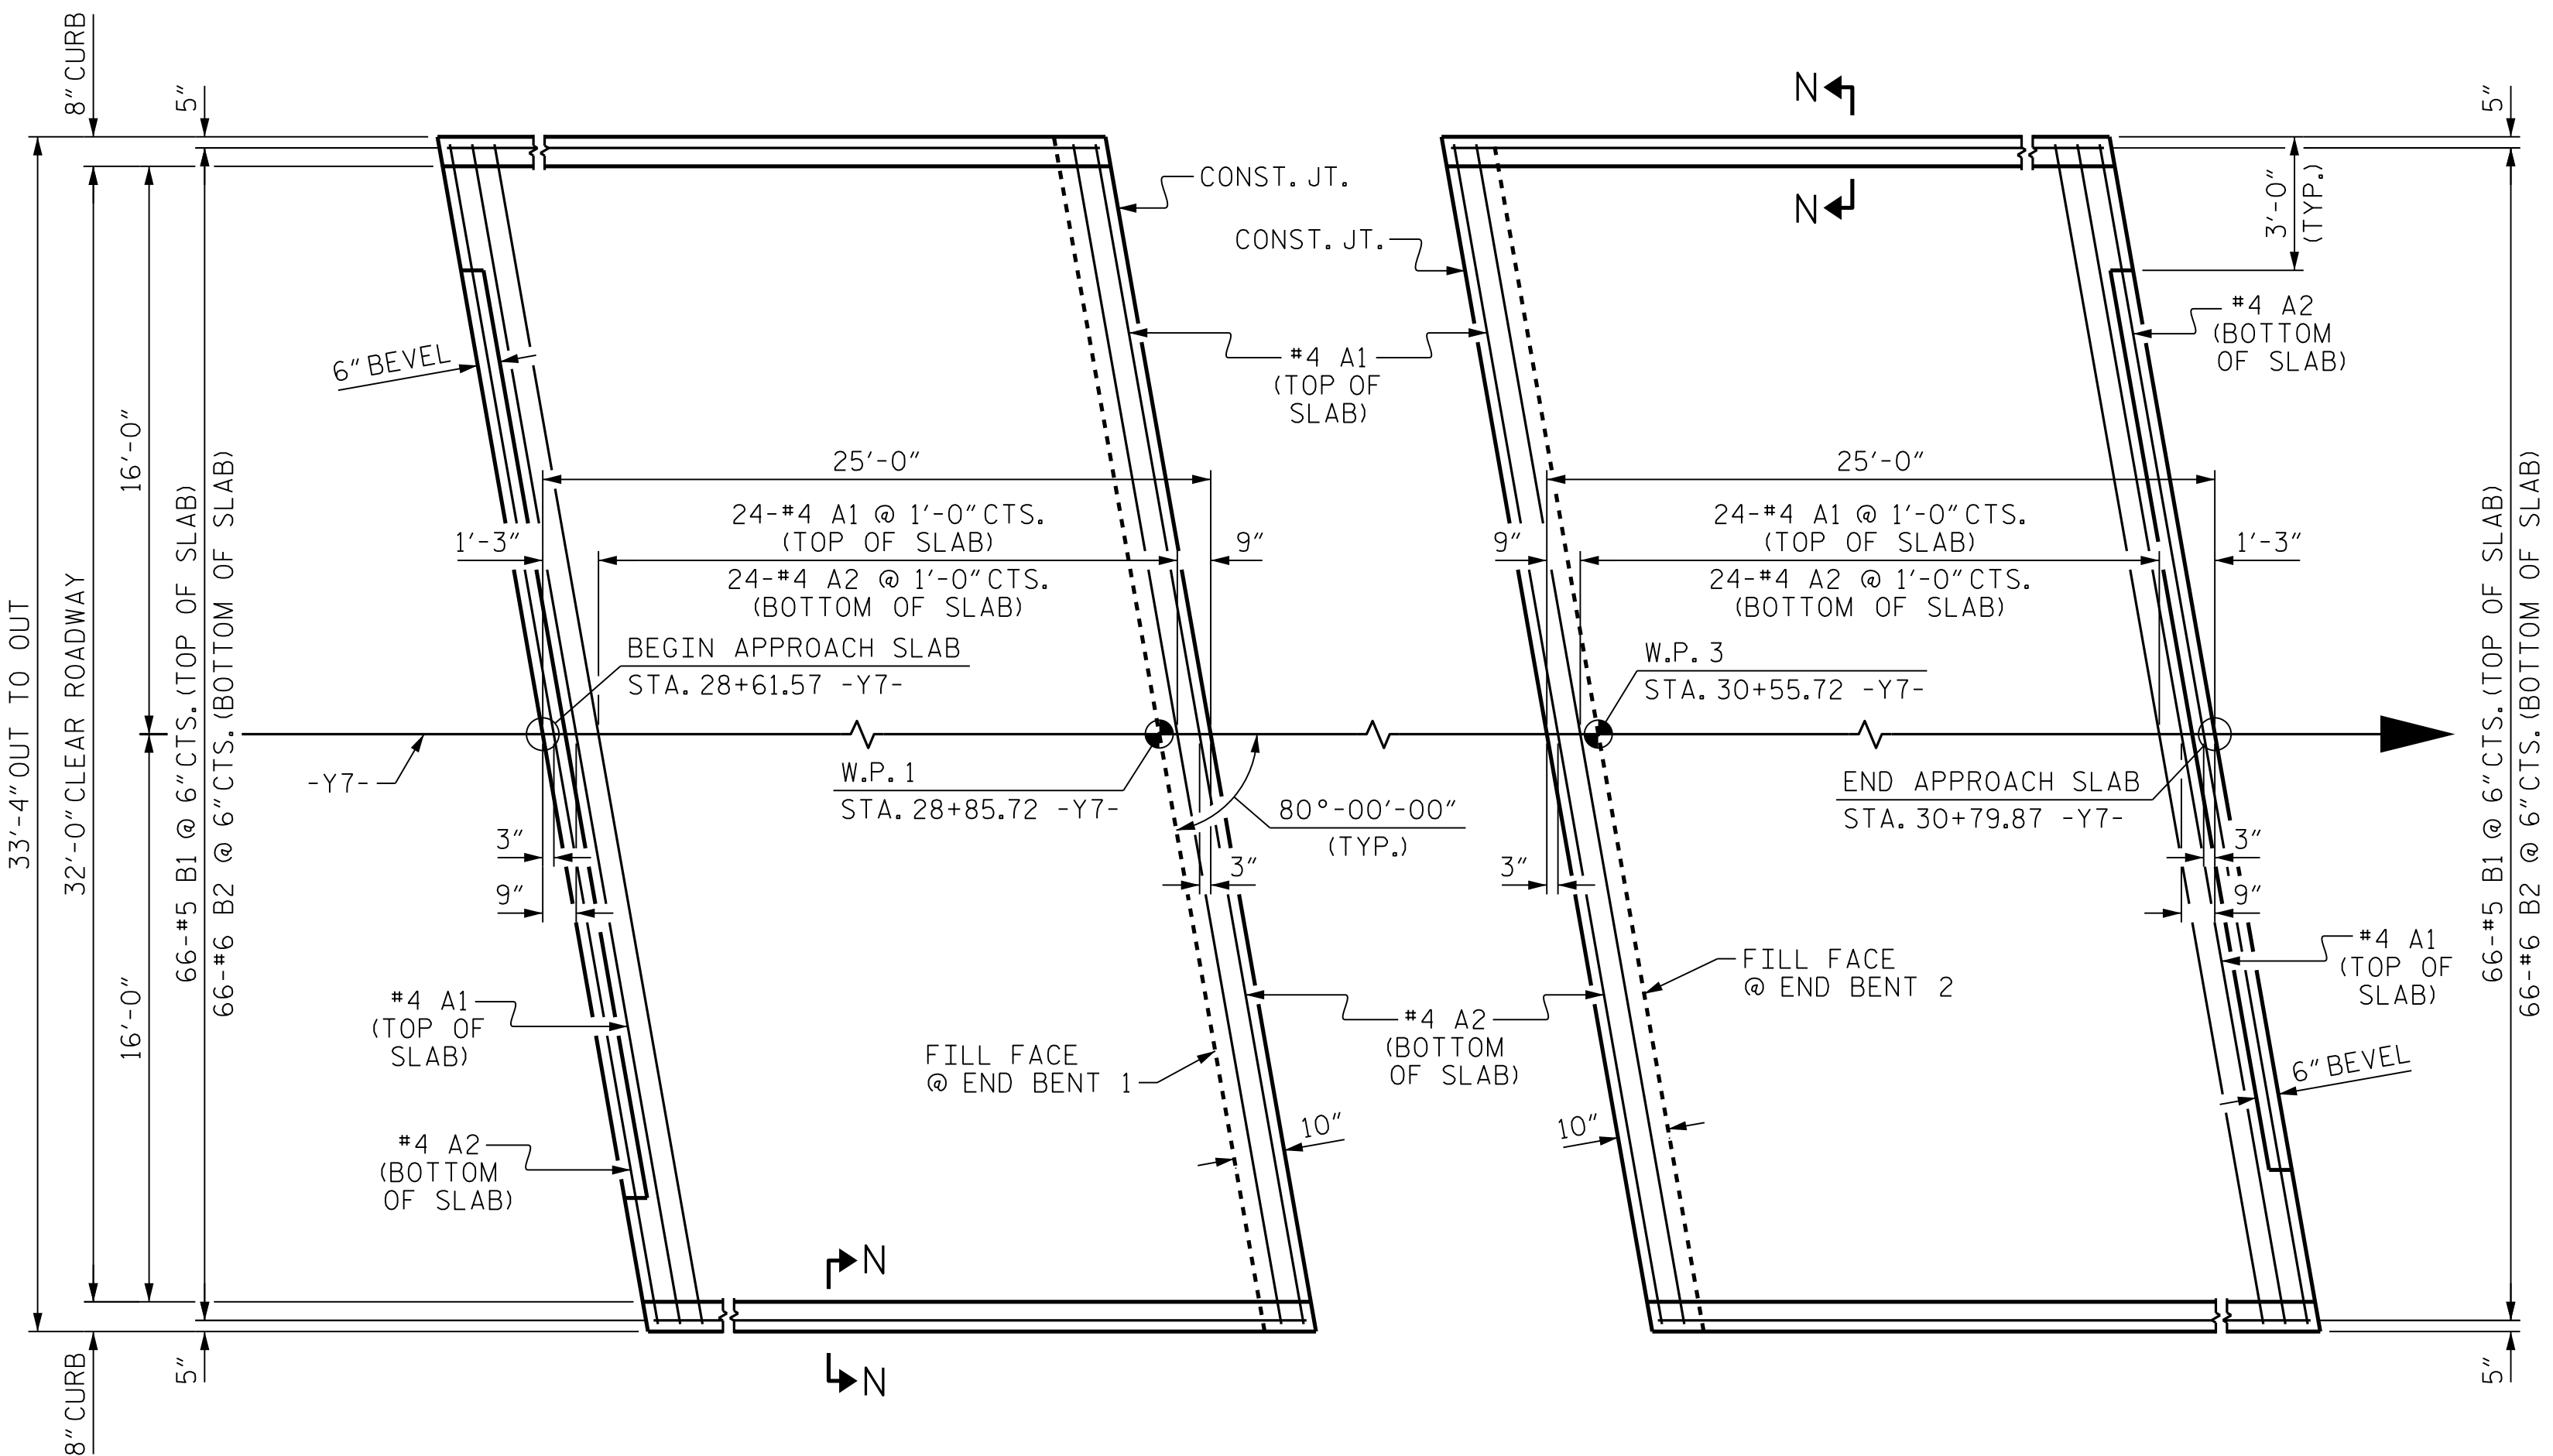 8" CURB
5"
N
N
5"
33'-4" OUT TO OUT
32'-0" CLEAR ROADWAY
16'-0"
16'-0"
66-#5 B1 @ 6" CTS. (TOP OF SLAB)
66-#6 B2 @ 6" CTS. (BOTTOM OF SLAB)
8" CURB
5"
CONST. JT.
CONST. JT.
3'-0"
(TYP.)
6" BEVEL
#4 A1
(TOP OF
SLAB)
#4 A2
(BOTTOM
OF SLAB)
25'-0"
25'-0"
1'-3"
24-#4 A1 @ 1'-0" CTS.
(TOP OF SLAB)
24-#4 A2 @ 1'-0" CTS.
(BOTTOM OF SLAB)
9"
9"
24-#4 A1 @ 1'-0" CTS.
(TOP OF SLAB)
24-#4 A2 @ 1'-0" CTS.
(BOTTOM OF SLAB)
1'-3"
BEGIN APPROACH SLAB
STA. 28+61.57 -Y7-
W.P. 3
STA. 30+55.72 -Y7-
-Y7-
W.P. 1
STA. 28+85.72 -Y7-
80°-00'-00"
(TYP.)
END APPROACH SLAB
STA. 30+79.87 -Y7-
3"
9"
3"
3"
3"
9"
#4 A1
(TOP OF
SLAB)
FILL FACE
@ END BENT 1
#4 A2
(BOTTOM
OF SLAB)
FILL FACE
@ END BENT 2
#4 A1
(TOP OF
SLAB)
#4 A2
(BOTTOM
OF SLAB)
10"
10"
6" BEVEL
N
N
66-#5 B1 @ 6" CTS. (TOP OF SLAB)
66-#6 B2 @ 6" CTS. (BOTTOM OF SLAB)
5"